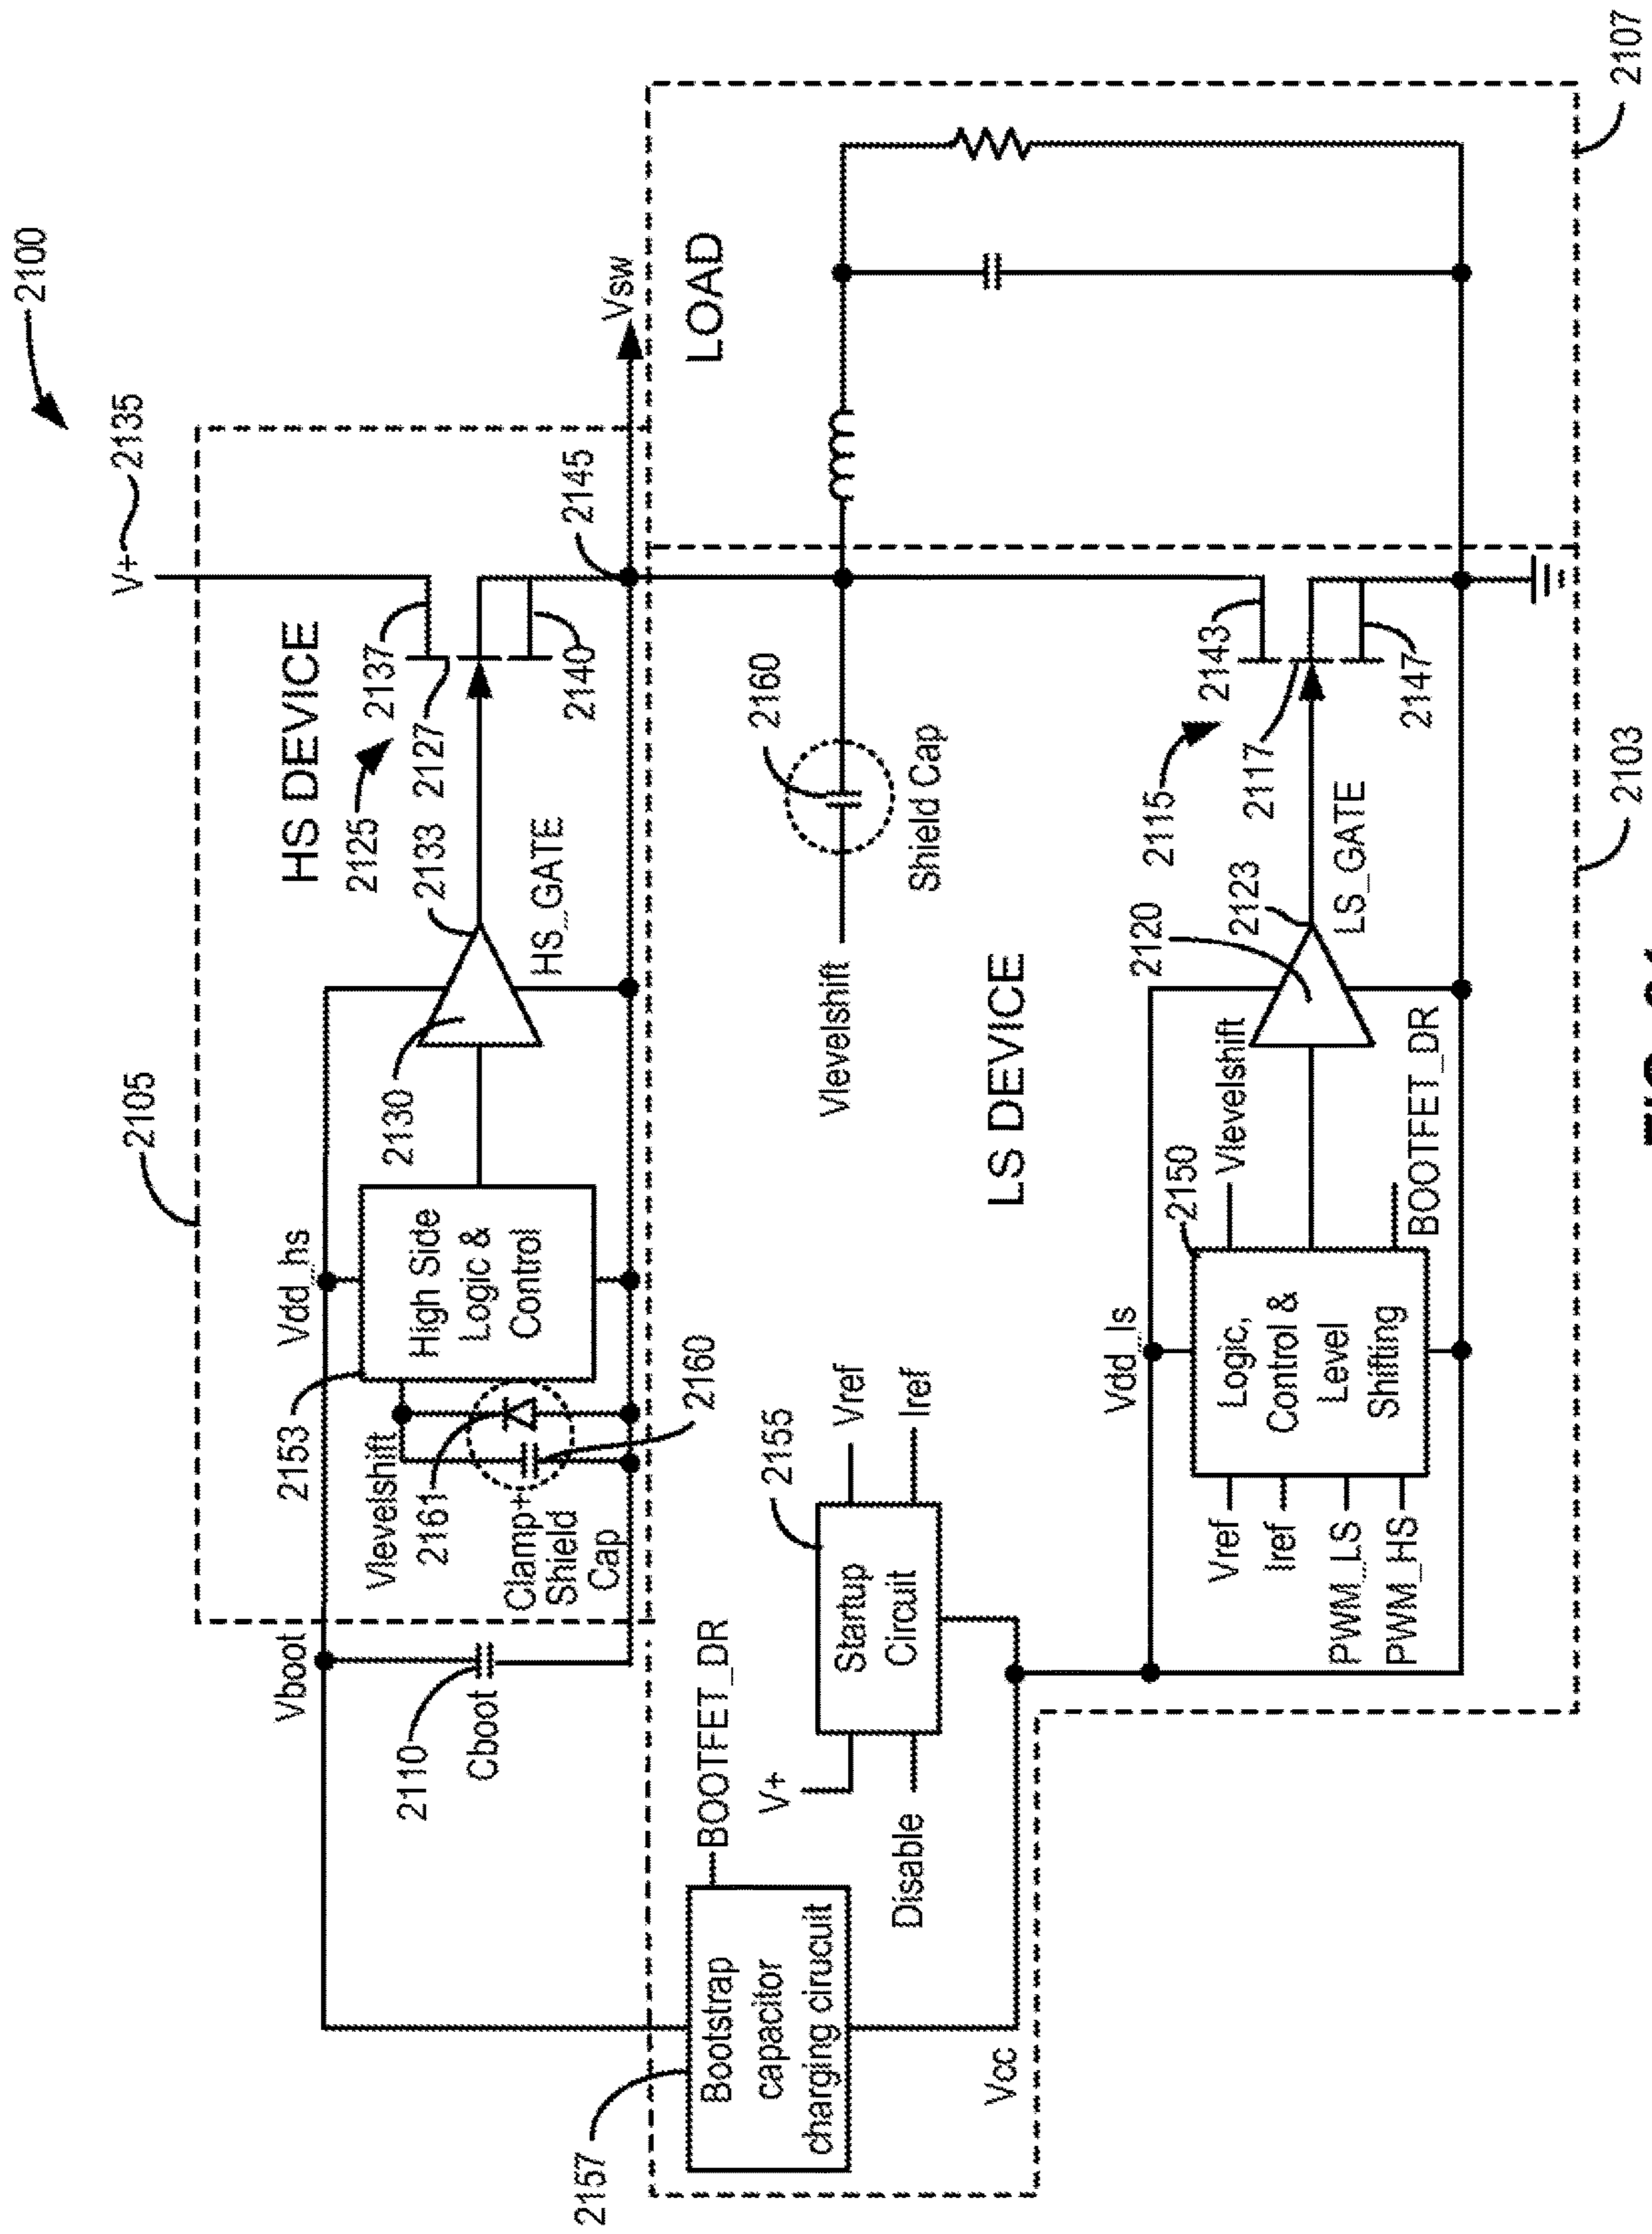 2100
V+
2135
2105
HS DEVICE
Vboot
Vdd_hs
2125
2137
2127
2133
2130
2153
High Side
Logic &
Control
HS_GATE
2140
2145
Vsw
Vlevelshift
2161
Clamp+
Shield
Cap
2160
2110
Cboot
2157
Bootstrap
capacitor
charging cirucuit
BOOTFET_DR
V+
Disable
Startup
Circuit
2155
Vref
Iref
Vcc
Vlevelshift
2160
Shield Cap
LOAD
LS DEVICE
Vdd_ls
2150
Logic,
Control &
Level
Shifting
Vref
Iref
PWM_LS
PWM_HS
Vlevelshift
BOOTFET_DR
2120
2123
LS_GATE
2115
2143
2117
2147
2103
2107